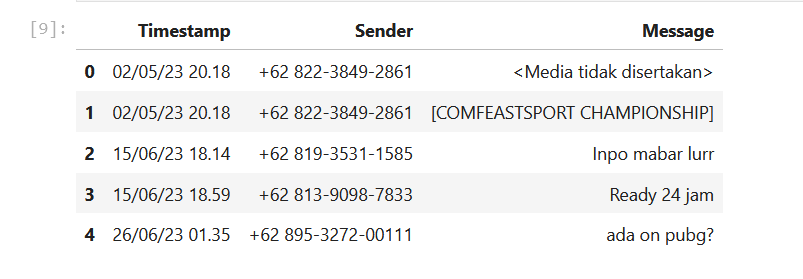 [9]:
Timestamp Sender Message
0 02/05/23 20.18 +62 822-3849-2861 <Media tidak disertakan>
1 02/05/23 20.18 +62 822-3849-2861 [COMFEASTSPORT CHAMPIONSHIP]
2 15/06/23 18.14 +62 819-3531-1585 Inpo mabar lurr
3 15/06/23 18.59 +62 813-9098-7833 Ready 24 jam
4 26/06/23 01.35 +62 895-3272-00111 ada on pubg?